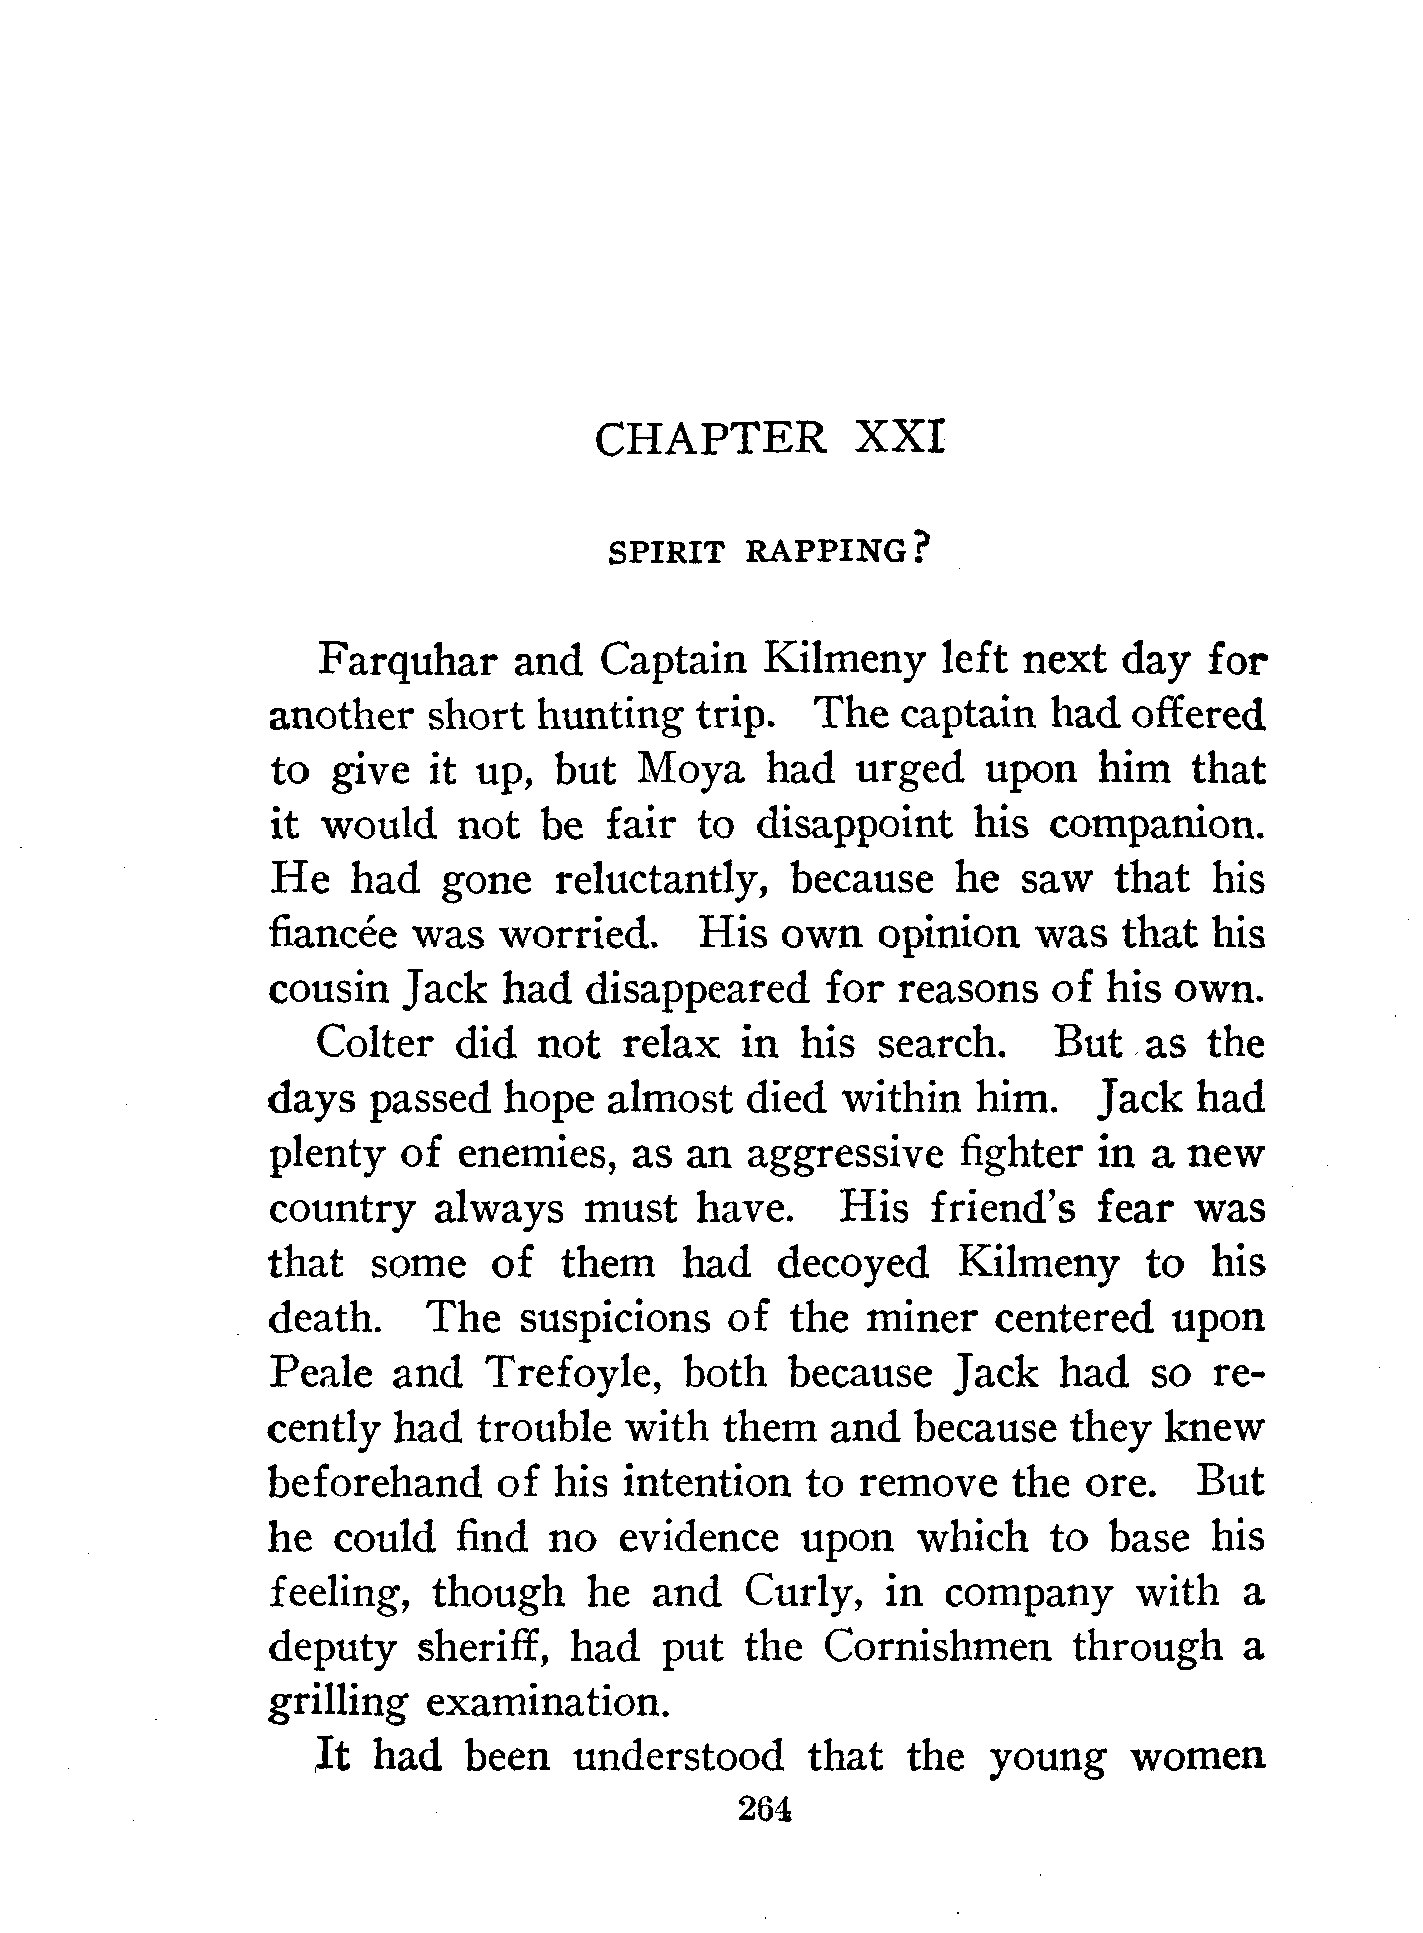 CHAPTER XXI
SPIRIT RAPPING?
Farquhar and Captain Kilmeny left next day for
another short hunting trip. The captain had offered
to give it up, but Moya had urged upon him that
it would not be fair to disappoint his companion.
He had gone reluctantly, because he saw that his
fiancée was worried. His own opinion was that his
cousin Jack had disappeared for reasons of his own.
Colter did not relax in his search. But as the
days passed hope almost died within him. Jack had
plenty of enemies, as an aggressive fighter in a new
country always must have. His friend's fear was
that some of them had decoyed Kilmeny to his
death. The suspicions of the miner centered upon
Peale and Trefoyle, both because Jack had so re-
cently had trouble with them and because they knew
beforehand of his intention to remove the ore. But
he could find no evidence upon which to base his
feeling, though he and Curly, in company with a
deputy sheriff, had put the Cornishmen through a
grilling examination.
It had been understood that the young women
264